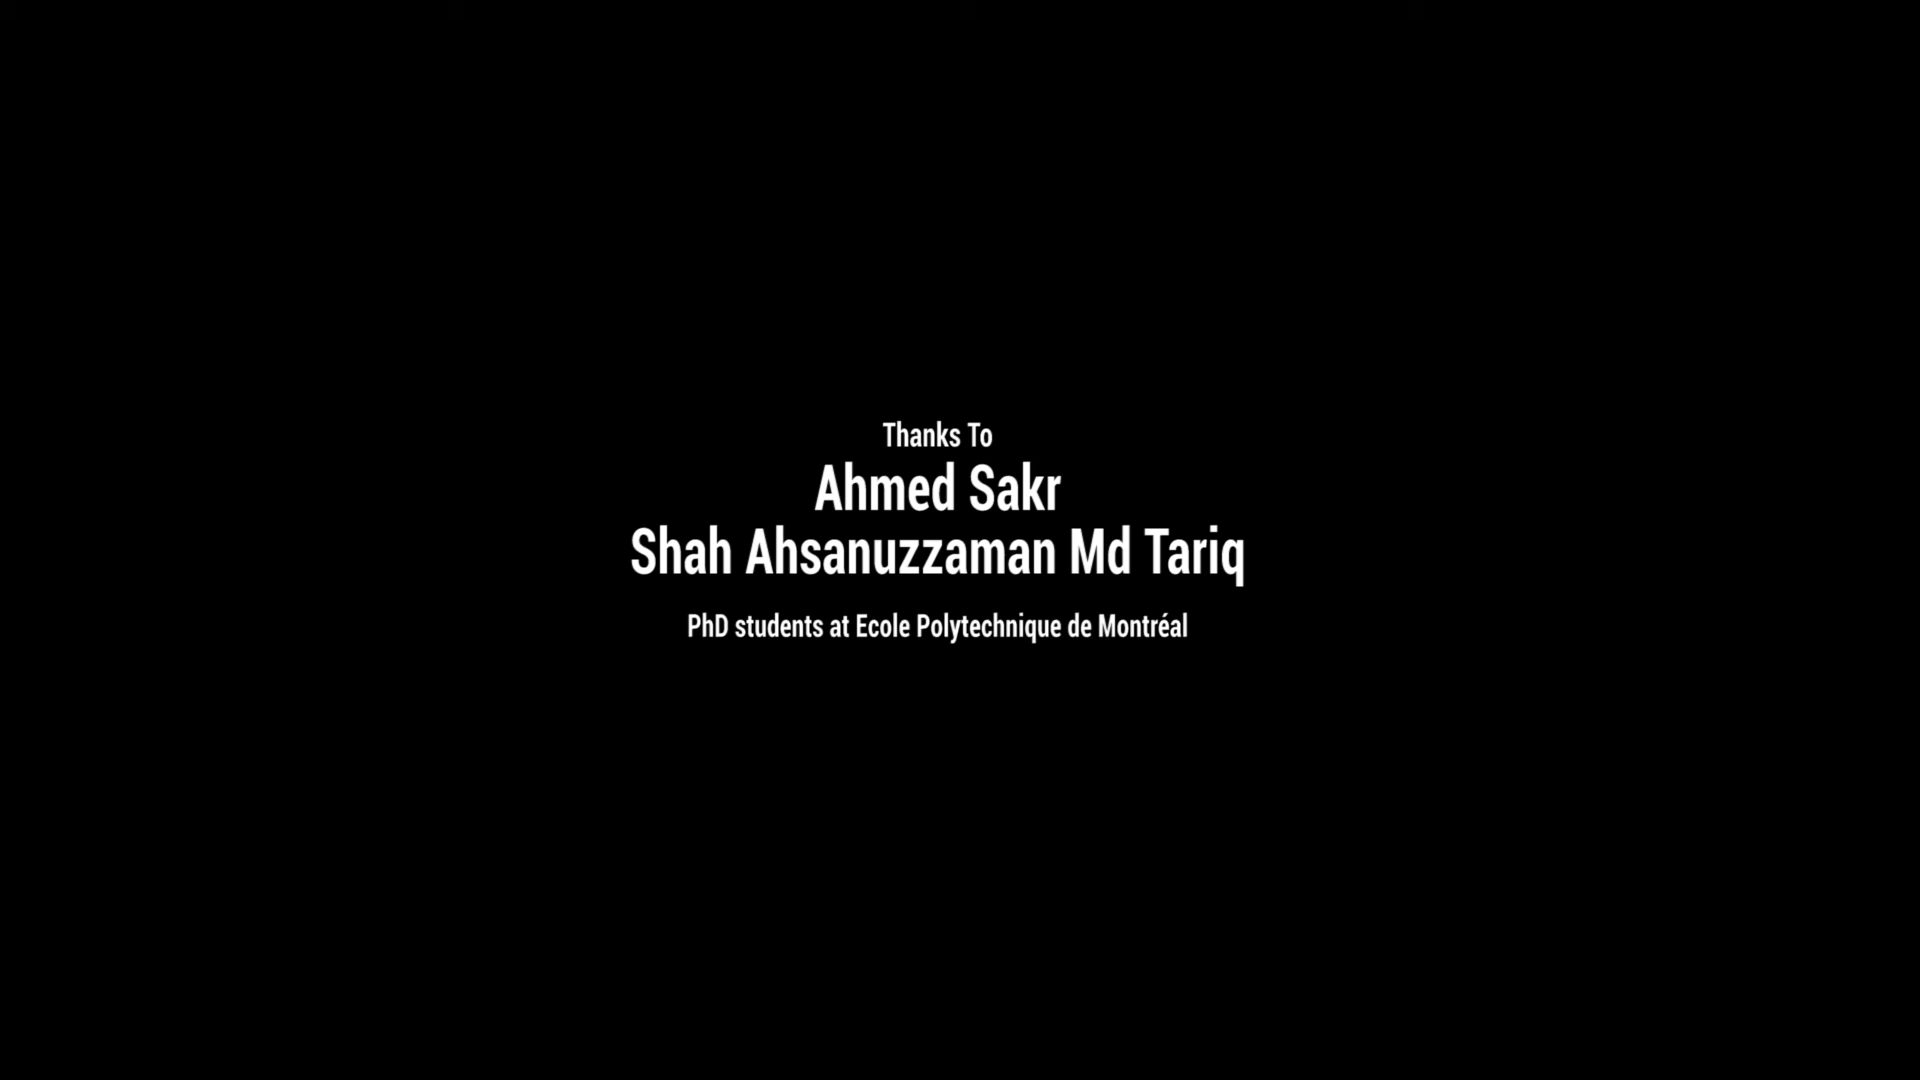 Thanks To
Ahmed Sakr
Shah Ahsanuzzaman Md Tariq
PhD students at Ecole Polytechnique de Montréal